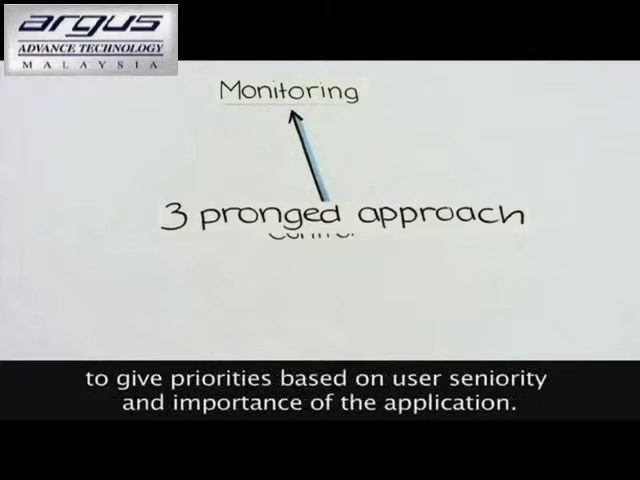 argus
ADVANCE TECHNOLOGY
MALAYSIA
Monitoring
3 pronged approach
to give priorities based on user seniority
and importance of the application.